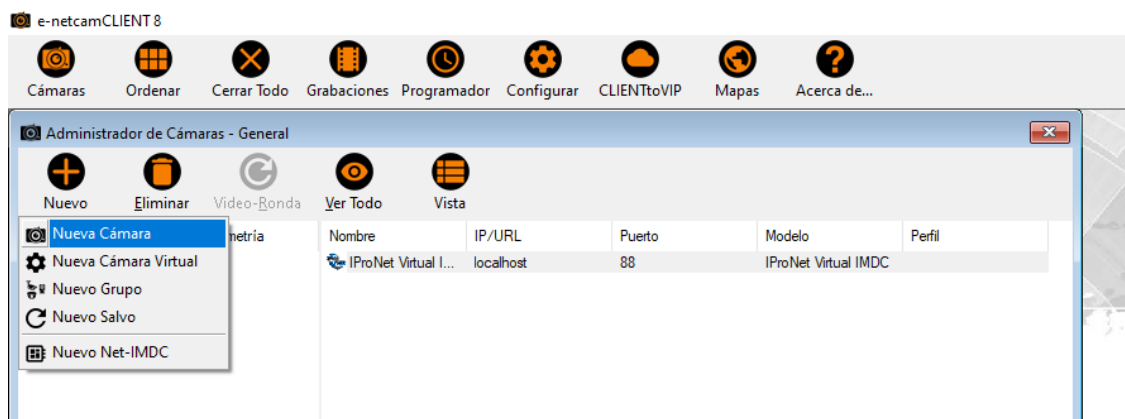 e-netcamCLIENT 8
Cámaras Ordenar Cerrar Todo Grabaciones Programador Configurar CLIENTtoVIP Mapas Acerca de...
Administrador de Cámaras - General
Nuevo Eliminar Video-Ronda Ver Todo Vista
Nueva Cámara
Nueva Cámara Virtual
Nuevo Grupo
Nuevo Salvo
Nuevo Net-IMDC
metría
Nombre IP/URL Puerto Modelo Perfil
IProNet Virtual I... localhost 88 IProNet Virtual IMDC